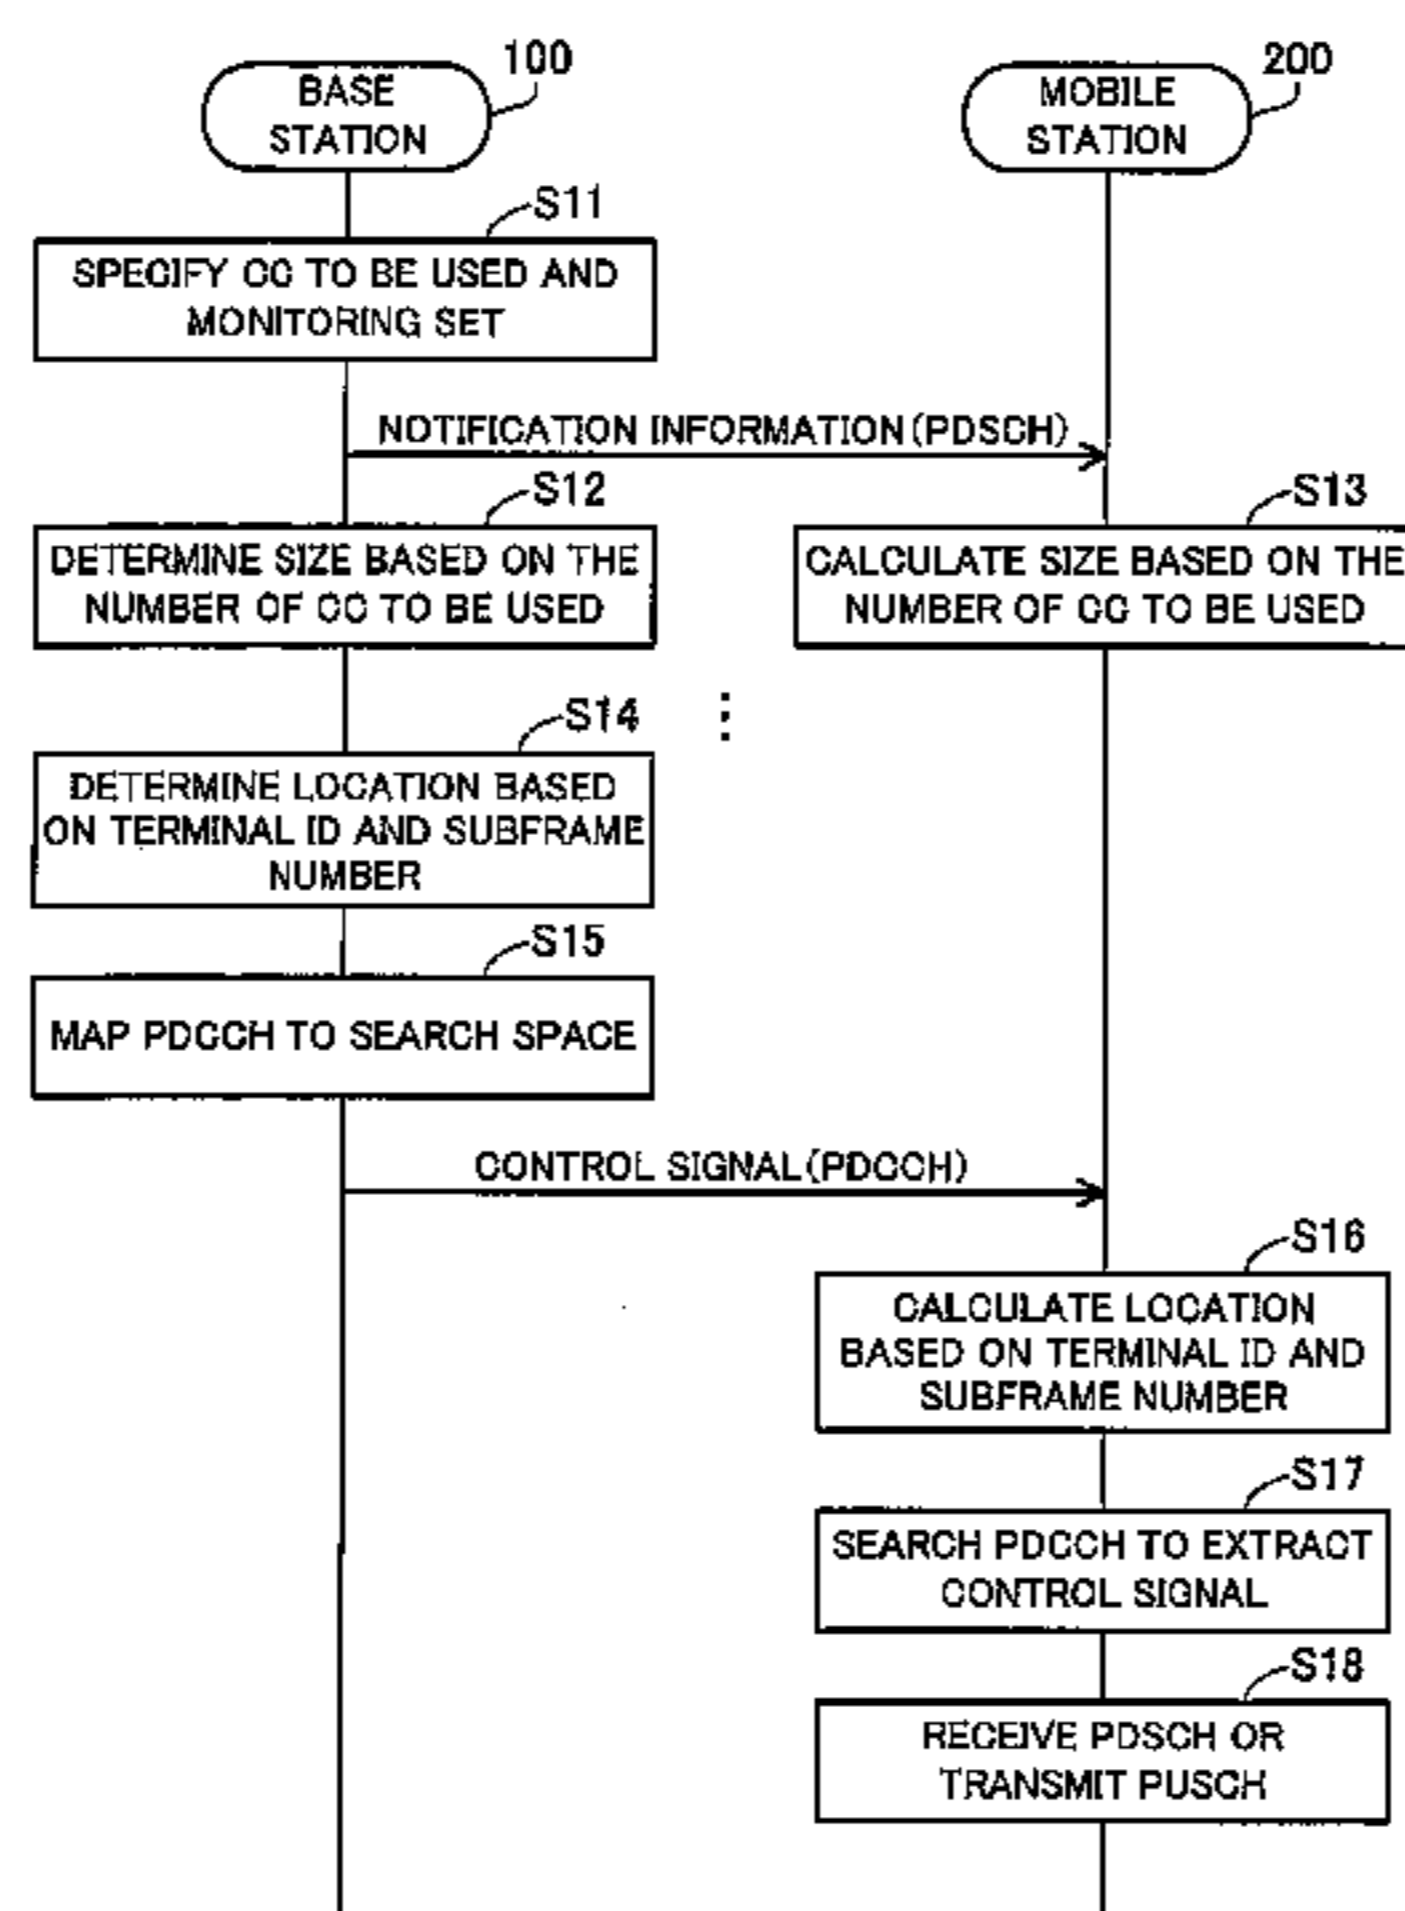 100
BASE
STATION
200
MOBILE
STATION
S11
SPECIFY CC TO BE USED AND
MONITORING SET
NOTIFICATION INFORMATION(PDSCH)
S12
DETERMINE SIZE BASED ON THE
NUMBER OF CC TO BE USED
S13
CALCULATE SIZE BASED ON THE
NUMBER OF CC TO BE USED
S14
DETERMINE LOCATION BASED
ON TERMINAL ID AND SUBFRAME
NUMBER
S15
MAP PDCCH TO SEARCH SPACE
CONTROL SIGNAL(PDCCH)
S16
CALCULATE LOCATION
BASED ON TERMINAL ID AND
SUBFRAME NUMBER
S17
SEARCH PDCCH TO EXTRACT
CONTROL SIGNAL
S18
RECEIVE PDSCH OR
TRANSMIT PUSCH